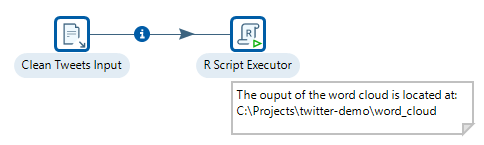 Clean Tweets Input
R Script Executor
The ouput of the word cloud is located at:
C:\Projects\twitter-demo\word_cloud